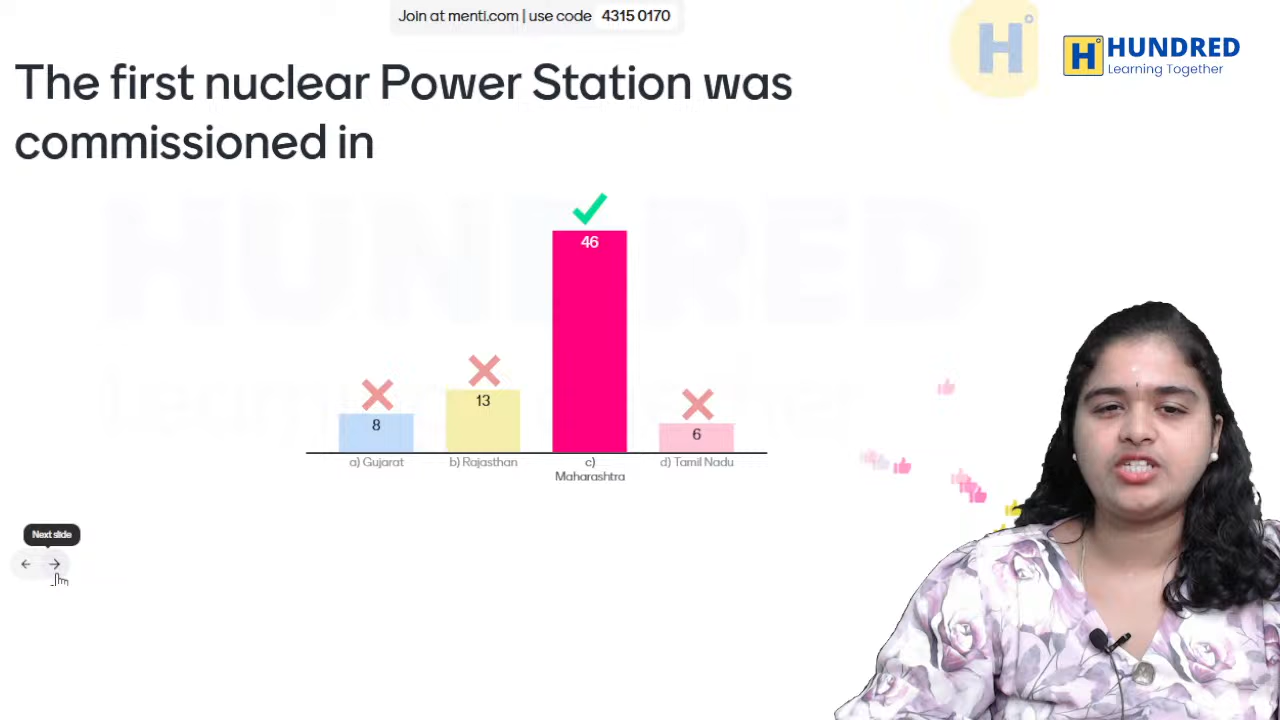 Join at menti.com | use code 4315 0170
H
HUNDRED
Learning Together
The first nuclear Power Station was
commissioned in
HUNDRED
46
13
8
6
a) Gujarat
b) Rajasthan
c)
Maharashtra
d) Tamil Nadu
Next slide